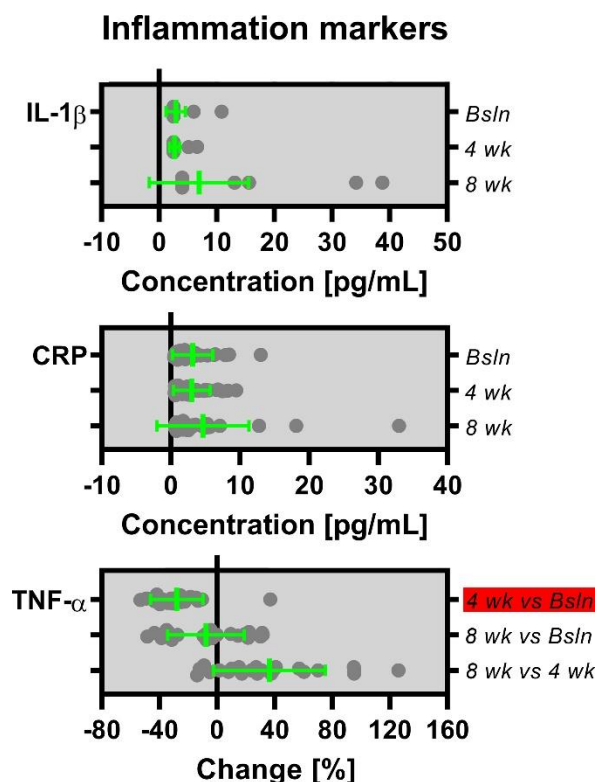 Inflammation markers
IL-1β
Bsln
4 wk
8 wk
-10 0 10 20 30 40 50
Concentration [pg/mL]
CRP
Bsln
4 wk
8 wk
-10 0 10 20 30 40
Concentration [pg/mL]
TNF-α
4 wk vs Bsln
8 wk vs Bsln
8 wk vs 4 wk
-80 -40 0 40 80 120 160
Change [%]